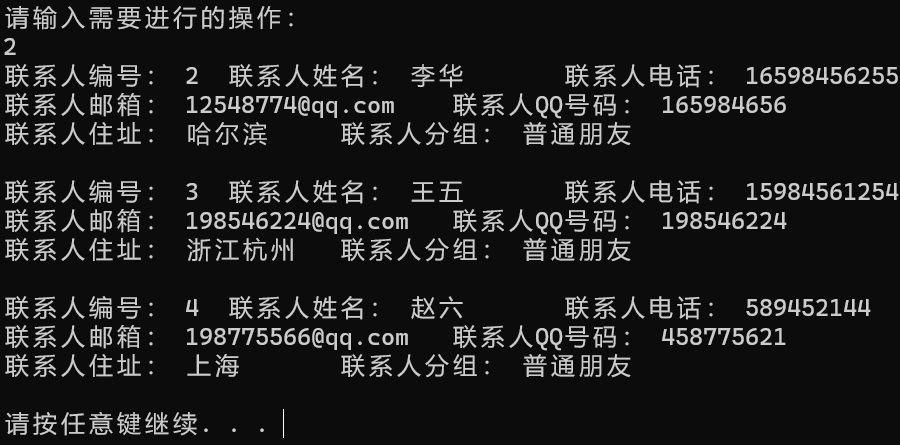 请输入需要进行的操作：
2
联系人编号： 2 联系人姓名： 李华 联系人电话： 16598456255
联系人邮箱： 12548774@qq.com 联系人QQ号码： 165984656
联系人住址： 哈尔滨 联系人分组： 普通朋友
联系人编号： 3 联系人姓名： 王五 联系人电话： 15984561254
联系人邮箱： 198546224@qq.com 联系人QQ号码： 198546224
联系人住址： 浙江杭州 联系人分组： 普通朋友
联系人编号： 4 联系人姓名： 赵六 联系人电话： 589452144
联系人邮箱： 198775566@qq.com 联系人QQ号码： 458775621
联系人住址： 上海 联系人分组： 普通朋友
请按任意键继续. . .